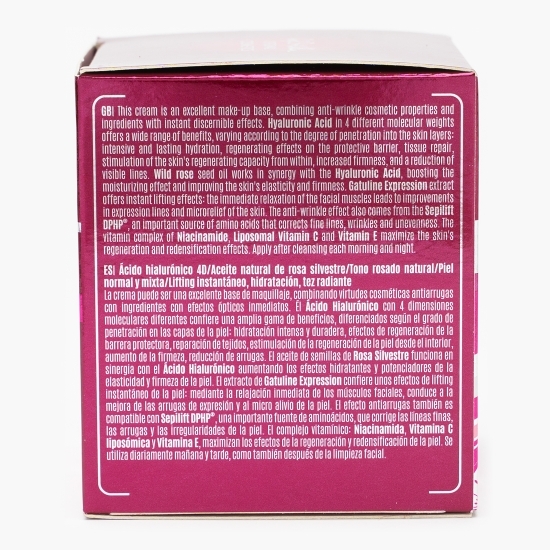 GB| This cream is an excellent make-up base, combining anti-wrinkle cosmetic properties and
ingredients with instant discernible effects. Hyaluronic Acid in 4 different molecular weights
offers a wide range of benefits, varying according to the degree of penetration into the skin layers:
intensive and lasting hydration, regenerating effects on the protective barrier, tissue repair,
stimulation of the skin's regenerating capacity from within, increased firmness, and a reduction of
visible lines. Wild rose seed oil works in synergy with the Hyaluronic Acid, boosting the
moisturizing effect and improving the skin's elasticity and firmness. Gatuline Expression extract
offers instant lifting effects: the immediate relaxation of the facial muscles leads to improvements
in expression lines and microrelief of the skin. The anti-wrinkle effect also comes from the Sepilift
DPHP®, an important source of amino acids that corrects fine lines, wrinkles and unevenness. The
vitamin complex of Niacinamide, Liposomal Vitamin C and Vitamin E maximize the skin's
regeneration and redensification effects. Apply after cleansing each morning and night.
ES| Ácido hialurónico 4D/Aceite natural de rosa silvestre/Tono rosado natural/Piel
normal y mixta/Lifting instantáneo, hidratación, tez radiante
La crema puede ser una excelente base de maquillaje, combinando virtudes cosméticas antiarrugas
con ingredientes con efectos ópticos inmediatos. El Ácido Hialurónico con 4 dimensiones
moleculares diferentes confiere una amplia gama de beneficios, diferenciados según el grado de
penetración en las capas de la piel: hidratación intensa y duradera, efectos de regeneración de la
barrera protectora, reparación de tejidos, estimulación de la regeneración de la piel desde el interior,
aumento de la firmeza, reducción de arrugas. El aceite de semillas de Rosa Silvestre funciona en
sinergia con el Ácido Hialurónico aumentando los efectos hidratantes y potenciadores de la
elasticidad y firmeza de la piel. El extracto de Gatuline Expression confiere unos efectos de lifting
instantáneo de la piel: mediante la relajación inmediata de los músculos faciales, conduce a la
mejora de las arrugas de expresión y al micro alivio de la piel. El efecto antiarrugas también es
compatible con Sepilift DPHP®, una importante fuente de aminoácidos, que corrige las líneas finas,
las arrugas y las irregularidades de la piel. El complejo vitamínico: Niacinamida, Vitamina C
liposómica y Vitamina E, maximizan los efectos de la regeneración y redensificación de la piel. Se
utiliza diariamente mañana y tarde, como también después de la limpieza facial.